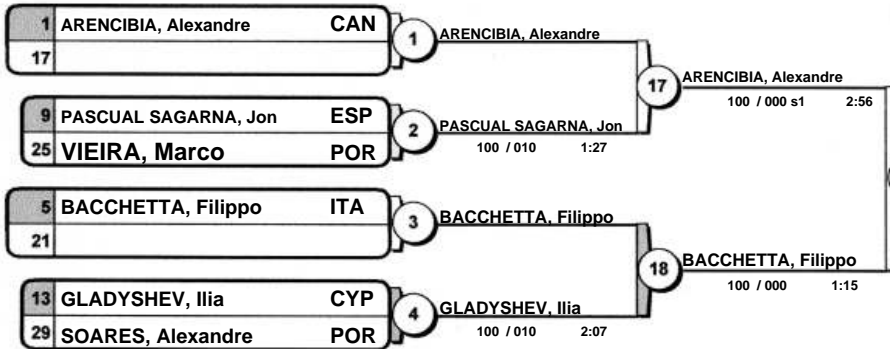 1 ARENCIBIA, Alexandre CAN
17
1 ARENCIBIA, Alexandre
9 PASCUAL SAGARNA, Jon ESP
25 VIEIRA, Marco POR
2 PASCUAL SAGARNA, Jon
100 / 010 1:27
17 ARENCIBIA, Alexandre
100 / 000 s1 2:56
5 BACCHETTA, Filippo ITA
21
3 BACCHETTA, Filippo
13 GLADYSHEV, Ilia CYP
29 SOARES, Alexandre POR
4 GLADYSHEV, Ilia
100 / 010 2:07
18 BACCHETTA, Filippo
100 / 000 1:15